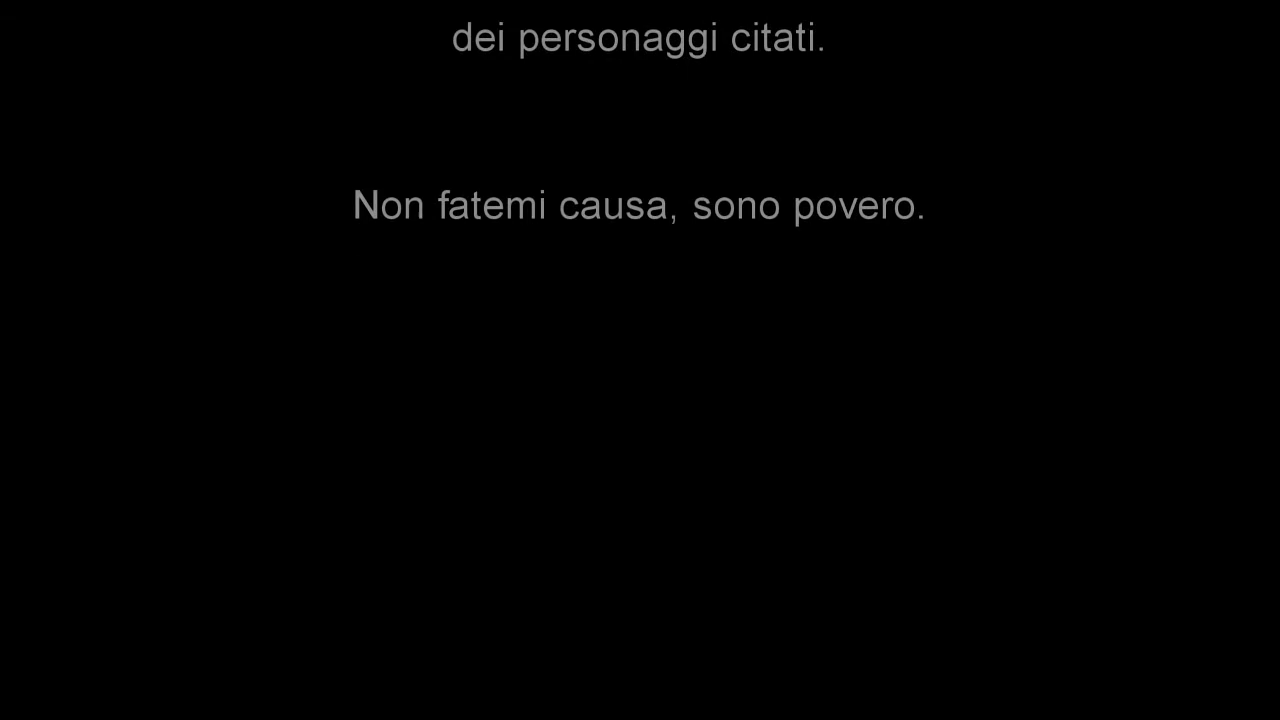 dei personaggi citati.
Non fatemi causa, sono povero.